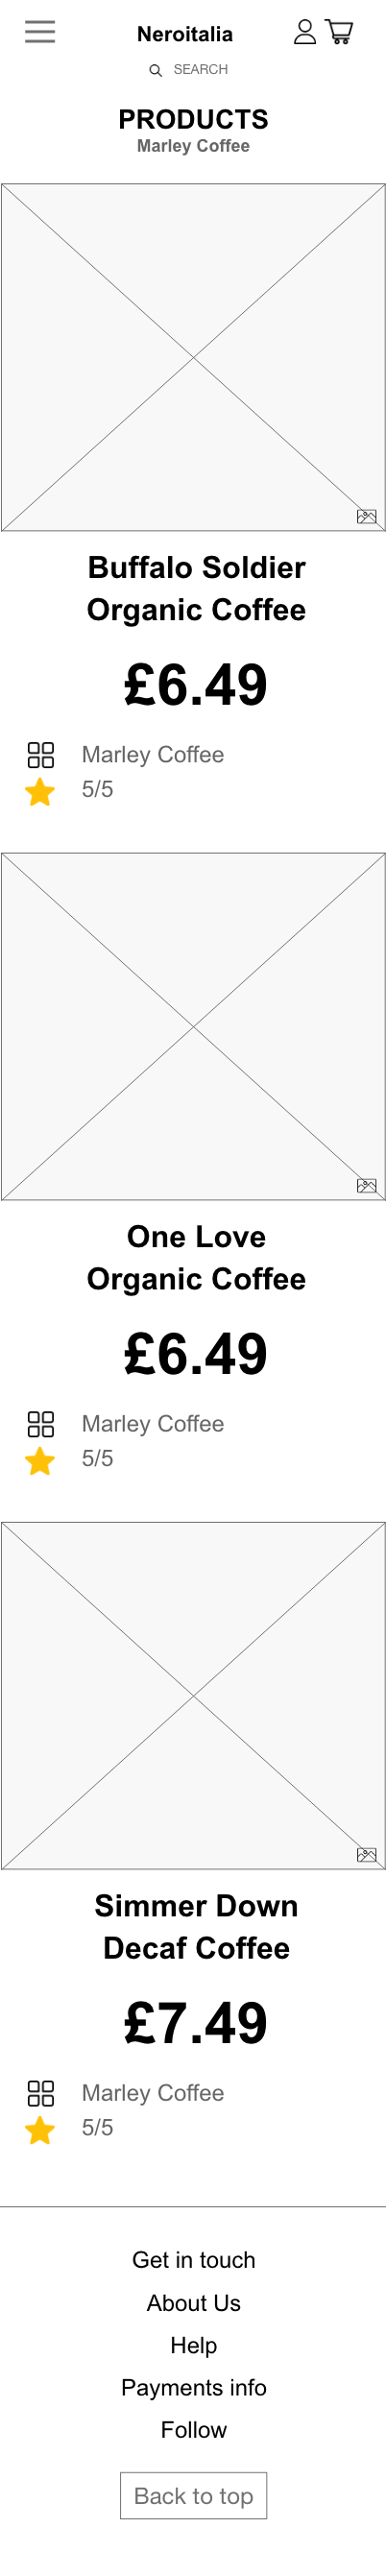 Neroitalia
SEARCH
PRODUCTS
Marley Coffee
Buffalo Soldier
Organic Coffee
£6.49
Marley Coffee
5/5
One Love
Organic Coffee
£6.49
Marley Coffee
5/5
Simmer Down
Decaf Coffee
£7.49
Marley Coffee
5/5
Get in touch
About Us
Help
Payments info
Follow
Back to top